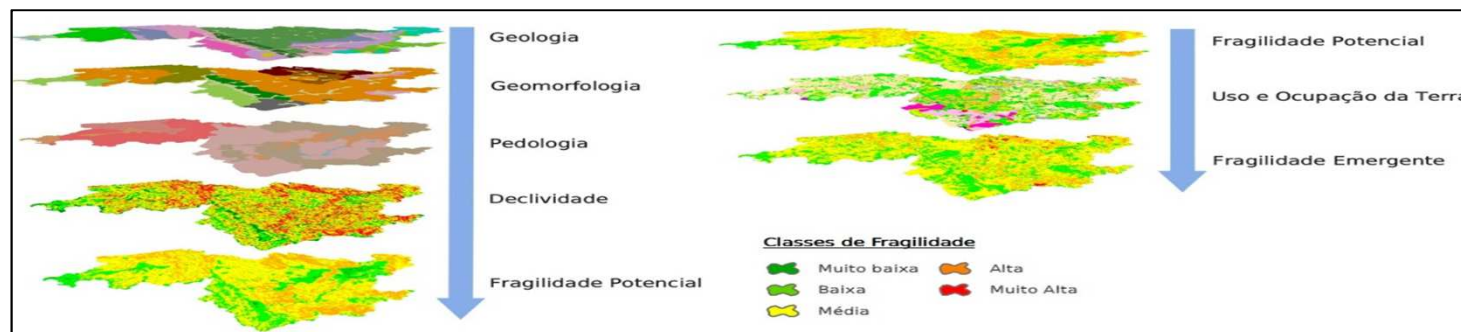 Geologia
Geomorfologia
Pedologia
Declividade
Fragilidade Potencial
Fragilidade Potencial
Uso e Ocupação da Terra
Fragilidade Emergente
Classes de Fragilidade
Muito baixa
Alta
Baixa
Muito Alta
Média